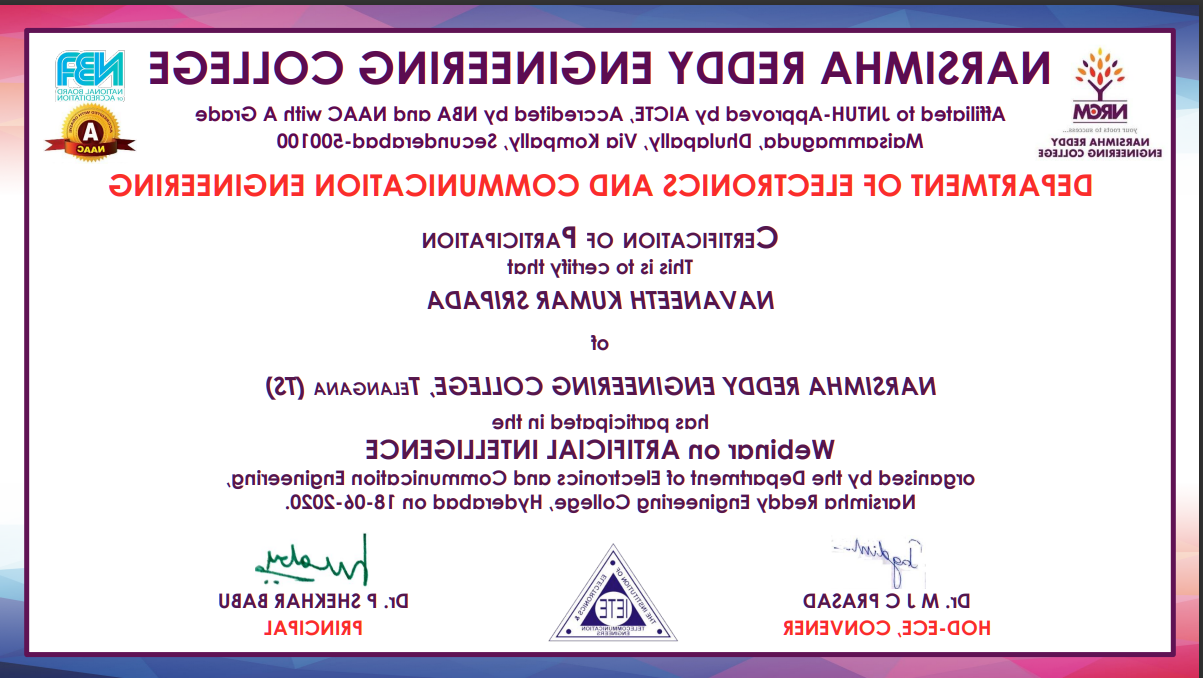 NARSIMHA REDDY ENGINEERING COLLEGE
NRCM
your roots to success...
NARSIMHA REDDY
ENGINEERING COLLEGE
NBA
NATIONAL BOARD
OF ACCREDITATION
A
NAAC
Affiliated to JNTUH-Approved by AICTE, Accredited by NBA and NAAC with A Grade
Maisammaguda, Dhulapally, Via Kompally, Secunderabad-500100
DEPARTMENT OF ELECTRONICS AND COMMUNICATION ENGINEERING
CERTIFICATION OF PARTICIPATION
This is to certify that
NAVANEETH KUMAR SRIPADA
of
NARSIMHA REDDY ENGINEERING COLLEGE, TELANGANA (TS)
has participated in the
Webinar on ARTIFICIAL INTELLIGENCE
organised by the Department of Electronics and Communication Engineering,
Narsimha Reddy Engineering College, Hyderabad on 18-06-2020.
Dr. M J C PRASAD
HOD-ECE, CONVENER
THE INSTITUTION OF
ELECTRONICS &
IETE
TELECOMMUNICATION
ENGINEERS
Dr. P SHEKHAR BABU
PRINCIPAL